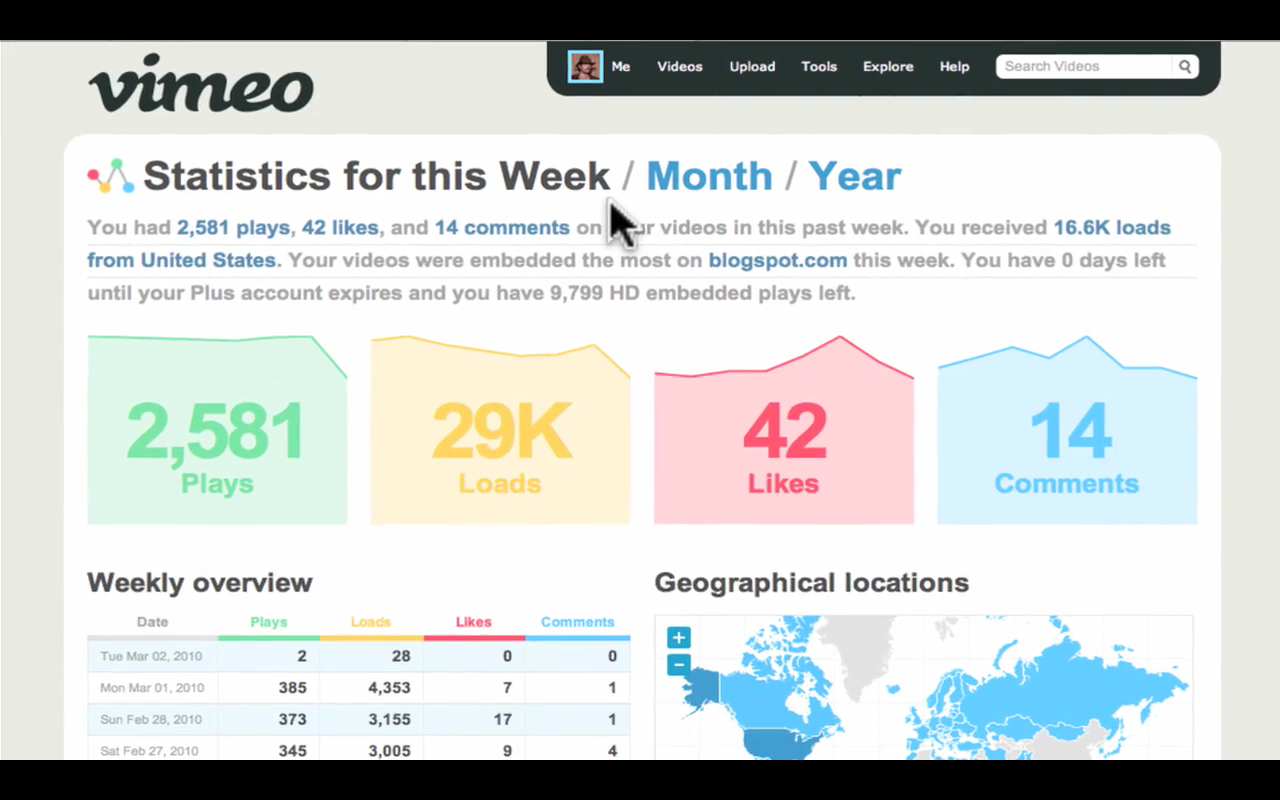 vimeo
Me Videos Upload Tools Explore Help Search Videos
Statistics for this Week / Month / Year
You had 2,581 plays, 42 likes, and 14 comments on videos in this past week. You received 16.6K loads
from United States. Your videos were embedded the most on blogspot.com this week. You have 0 days left
until your Plus account expires and you have 9,799 HD embedded plays left.
2,581 29K 42 14
Plays Loads Likes Comments
Weekly overview Geographical locations
Date Plays Loads Likes Comments
+
Tue Mar 02, 2010 2 28 0 0
−
Mon Mar 01, 2010 385 4,353 7 1
Sun Feb 28, 2010 373 3,155 17 1
Sat Feb 27, 2010 345 3,005 9 4